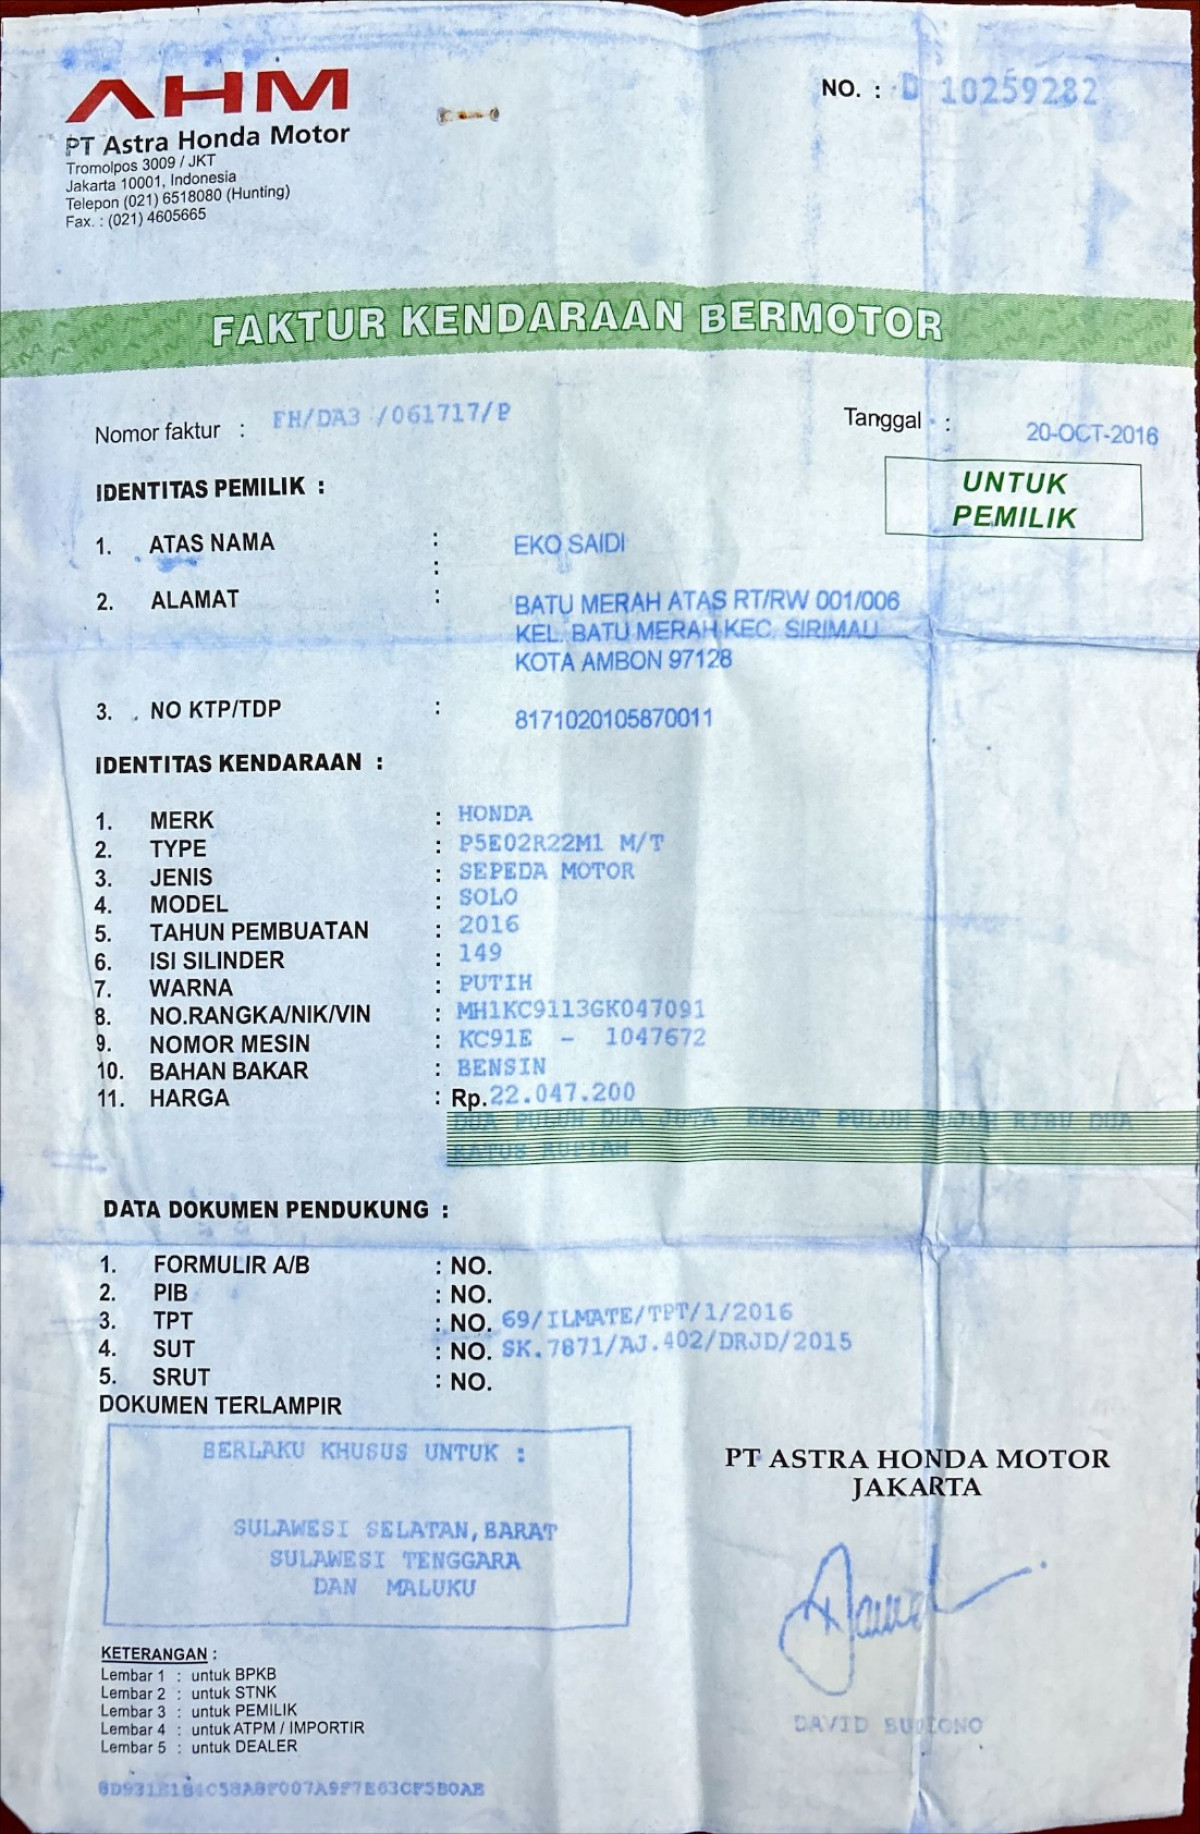 AHM
NO. : D 10259282
PT Astra Honda Motor
Tromolpos 3009 / JKT
Jakarta 10001, Indonesia
Telepon (021) 6518080 (Hunting)
Fax. : (021) 4605665
FAKTUR KENDARAAN BERMOTOR
Nomor faktur : FH/DA3 /061717/P
Tanggal : 20-OCT-2016
IDENTITAS PEMILIK :
UNTUK
PEMILIK
1. ATAS NAMA : EKO SAIDI
:
2. ALAMAT : BATU MERAH ATAS RT/RW 001/006
KEL. BATU MERAH KEC. SIRIMAU
KOTA AMBON 97128
3. NO KTP/TDP : 8171020105870011
IDENTITAS KENDARAAN :
1. MERK : HONDA
2. TYPE : P5E02R22M1 M/T
3. JENIS : SEPEDA MOTOR
4. MODEL : SOLO
5. TAHUN PEMBUATAN : 2016
6. ISI SILINDER : 149
7. WARNA : PUTIH
8. NO.RANGKA/NIK/VIN : MH1KC9113GK047091
9. NOMOR MESIN : KC91E - 1047672
10. BAHAN BAKAR : BENSIN
11. HARGA : Rp.22.047.200
DUA PULUH DUA JUTA EMPAT PULUH TUJUH RIBU DUA
RATUS RUPIAH
DATA DOKUMEN PENDUKUNG :
1. FORMULIR A/B : NO.
2. PIB : NO.
3. TPT : NO. 69/ILMATE/TPT/1/2016
4. SUT : NO. SK.7871/AJ.402/DRJD/2015
5. SRUT : NO.
DOKUMEN TERLAMPIR
BERLAKU KHUSUS UNTUK :
SULAWESI SELATAN,BARAT
SULAWESI TENGGARA
DAN MALUKU
PT ASTRA HONDA MOTOR
JAKARTA
DAVID BUDIONO
KETERANGAN :
Lembar 1 : untuk BPKB
Lembar 2 : untuk STNK
Lembar 3 : untuk PEMILIK
Lembar 4 : untuk ATPM / IMPORTIR
Lembar 5 : untuk DEALER